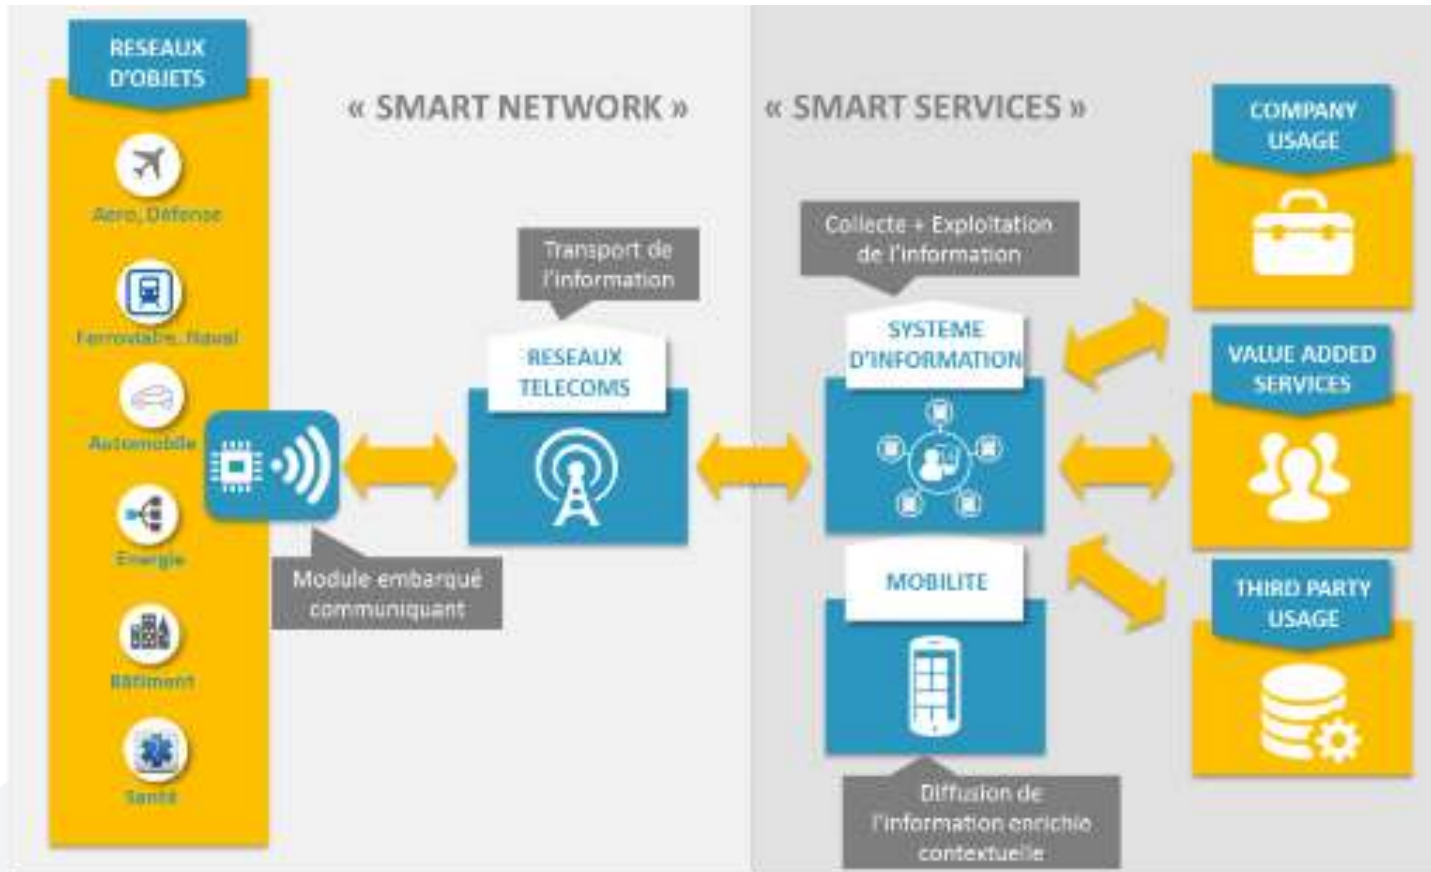 RESEAUX
D'OBJETS
Aero, Défense
Ferroviaire, Naval
Automobile
Energie
Bâtiment
Santé
« SMART NETWORK »
Module embarqué
communiquant
Transport de
l'information
RESEAUX
TELECOMS
« SMART SERVICES »
Collecte + Exploitation
de l'information
SYSTEME
D'INFORMATION
MOBILITE
Diffusion de
l'information enrichie
contextuelle
COMPANY
USAGE
VALUE ADDED
SERVICES
THIRD PARTY
USAGE